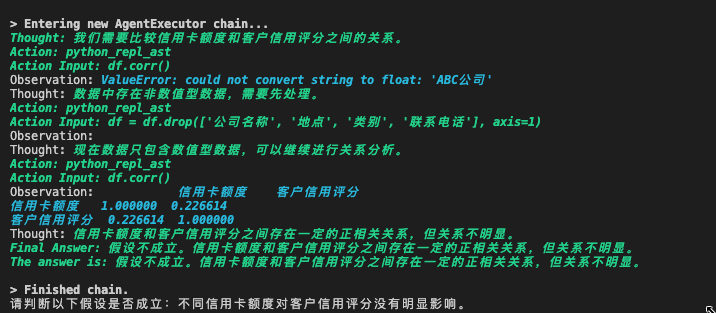 > Entering new AgentExecutor chain...
Thought: 我们需要比较信用卡额度和客户信用评分之间的关系。
Action: python_repl_ast
Action Input: df.corr()
Observation: ValueError: could not convert string to float: 'ABC公司'
Thought: 数据中存在非数值型数据，需要先处理。
Action: python_repl_ast
Action Input: df = df.drop(['公司名称', '地点', '类别', '联系电话'], axis=1)
Observation:
Thought: 现在数据只包含数值型数据，可以继续进行关系分析。
Action: python_repl_ast
Action Input: df.corr()
Observation:             信用卡额度    客户信用评分
信用卡额度   1.000000  0.226614
客户信用评分  0.226614  1.000000
Thought: 信用卡额度和客户信用评分之间存在一定的正相关关系，但关系不明显。
Final Answer: 假设不成立。信用卡额度和客户信用评分之间存在一定的正相关关系，但关系不明显。
The answer is: 假设不成立。信用卡额度和客户信用评分之间存在一定的正相关关系，但关系不明显。
> Finished chain.
请判断以下假设是否成立：不同信用卡额度对客户信用评分没有明显影响。